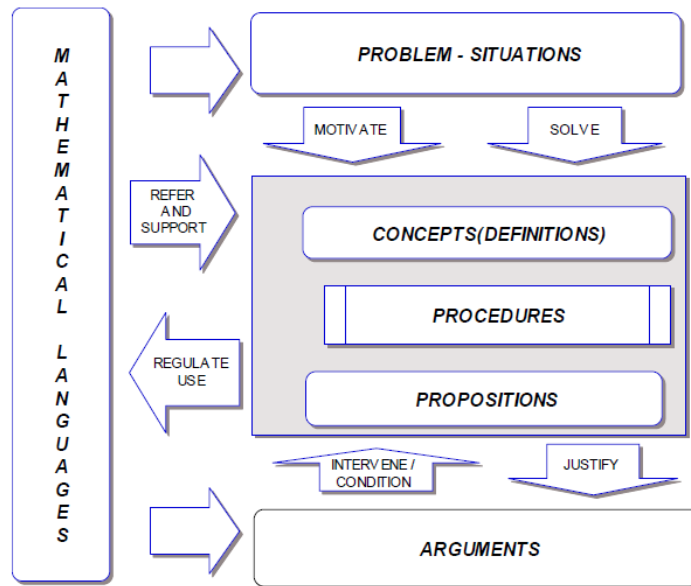 MATHEMATICAL LANGUAGES
PROBLEM - SITUATIONS
MOTIVATE
SOLVE
REFER
AND
SUPPORT
CONCEPTS(DEFINITIONS)
PROCEDURES
REGULATE
USE
PROPOSITIONS
INTERVENE /
CONDITION
JUSTIFY
ARGUMENTS